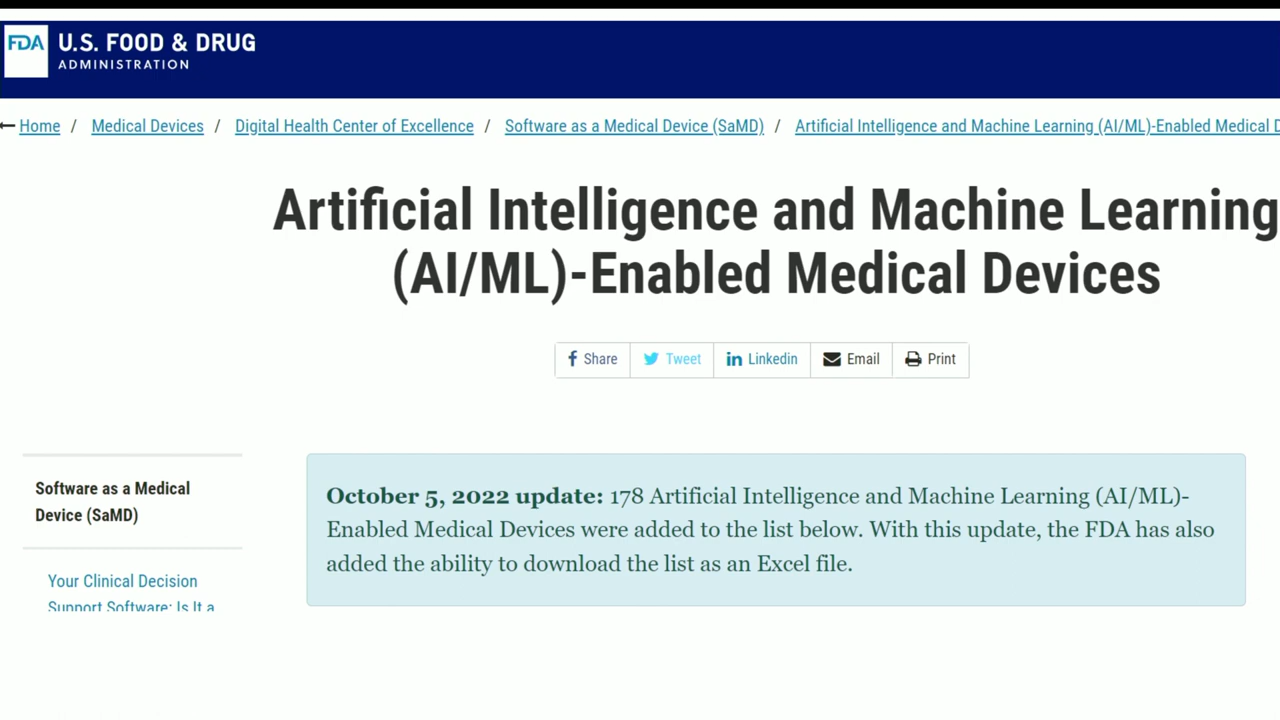 FDA U.S. FOOD & DRUG
ADMINISTRATION
Home / Medical Devices / Digital Health Center of Excellence / Software as a Medical Device (SaMD) / Artificial Intelligence and Machine Learning (AI/ML)-Enabled Medical D
Artificial Intelligence and Machine Learning
(AI/ML)-Enabled Medical Devices
Share Tweet Linkedin Email Print
Software as a Medical
Device (SaMD)
Your Clinical Decision
Support Software: Is It a
October 5, 2022 update: 178 Artificial Intelligence and Machine Learning (AI/ML)-
Enabled Medical Devices were added to the list below. With this update, the FDA has also
added the ability to download the list as an Excel file.